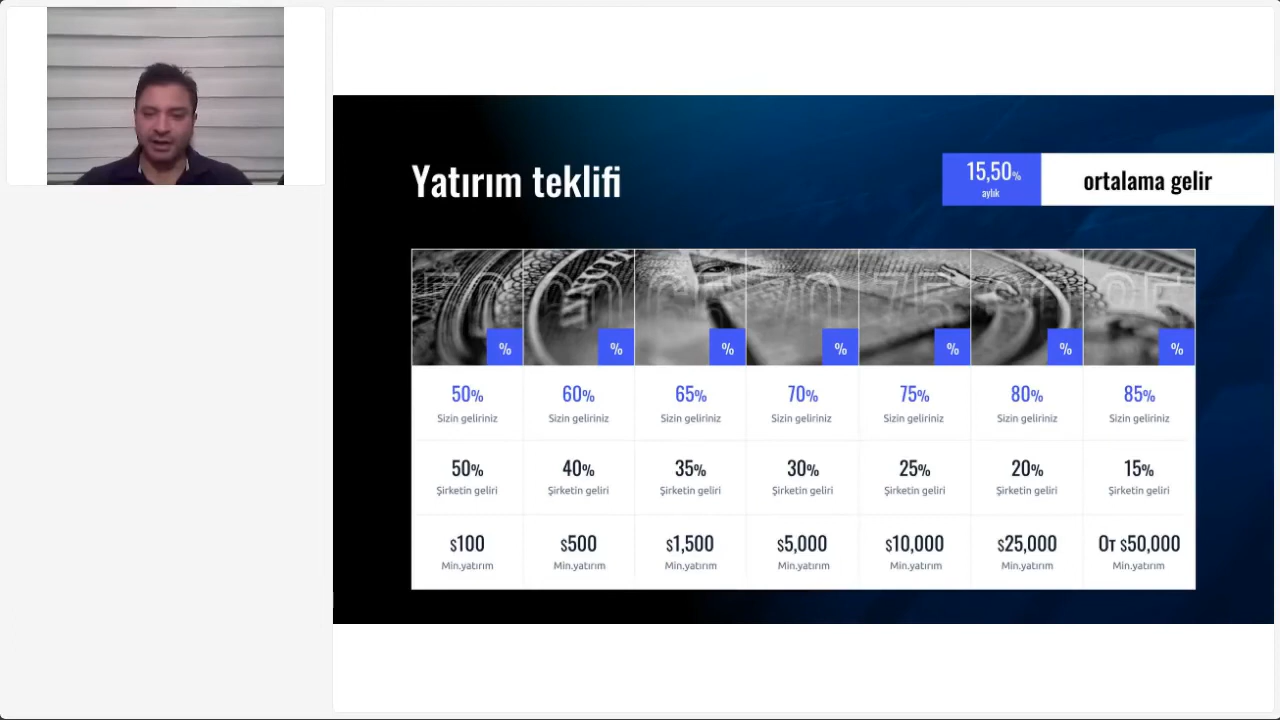 Yatırım teklifi
15,50%
aylık
ortalama gelir
% % % % % % %
50% 60% 65% 70% 75% 80% 85%
Sizin geliriniz Sizin geliriniz Sizin geliriniz Sizin geliriniz Sizin geliriniz Sizin geliriniz Sizin geliriniz
50% 40% 35% 30% 25% 20% 15%
Şirketin geliri Şirketin geliri Şirketin geliri Şirketin geliri Şirketin geliri Şirketin geliri Şirketin geliri
$100 $500 $1,500 $5,000 $10,000 $25,000 От $50,000
Min.yatırım Min.yatırım Min.yatırım Min.yatırım Min.yatırım Min.yatırım Min.yatırım